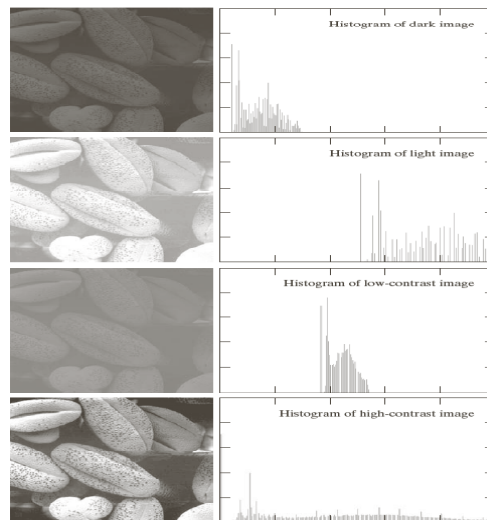 Histogram of dark image
Histogram of light image
Histogram of low-contrast image
Histogram of high-contrast image